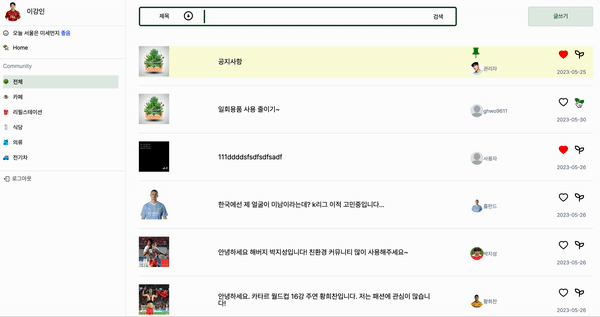 이강인
오늘 서울은 미세먼지 좋음
Home
Community
전체
카페
리필스테이션
식당
의류
전기차
로그아웃
제목
검색
글쓰기
공지사항
관리자
2023-05-25
일회용품 사용 줄이기~
ghwo9611
2023-05-30
111ddddsfsdfsdfsadf
사용자
2023-05-26
한국에선 제 얼굴이 미남이라는데? k리그 이적 고민중입니다...
홀란드
2023-05-26
안녕하세요 해버지 박지성입니다! 친환경 커뮤니티 많이 사용해주세요~
박지성
2023-05-26
안녕하세요. 카타르 월드컵 16강 주연 황희찬입니다. 저는 패션에 관심이 많습니
다!
황희찬
2023-05-26